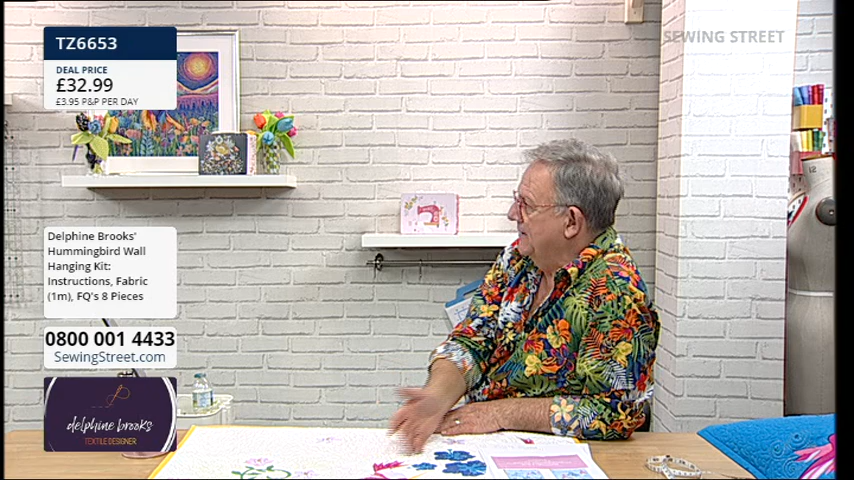 TZ6653
SEWING STREET
DEAL PRICE
£32.99
£3.95 P&P PER DAY
Delphine Brooks'
Hummingbird Wall
Hanging Kit:
Instructions, Fabric
(1m), FQ's 8 Pieces
0800 001 4433
SewingStreet.com
delphine brooks
TEXTILE DESIGNER